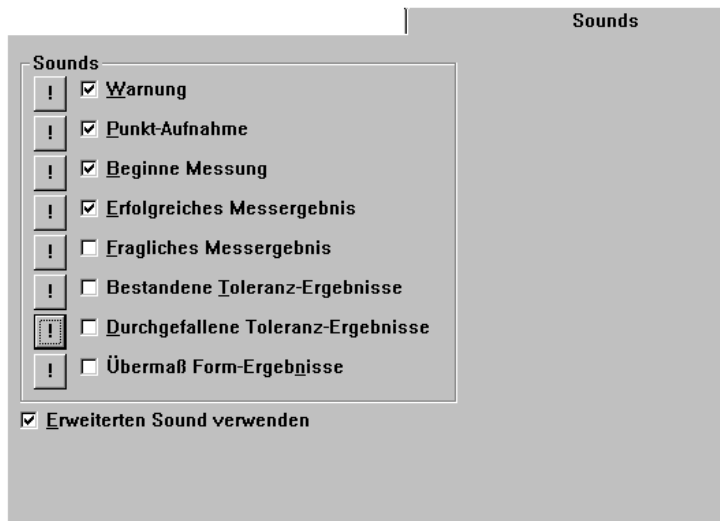 Sounds
Sounds
! Warnung
! Punkt-Aufnahme
! Beginne Messung
! Erfolgreiches Messergebnis
! Fragliches Messergebnis
! Bestandene Toleranz-Ergebnisse
! Durchgefallene Toleranz-Ergebnisse
! Übermaß Form-Ergebnisse
Erweiterten Sound verwenden